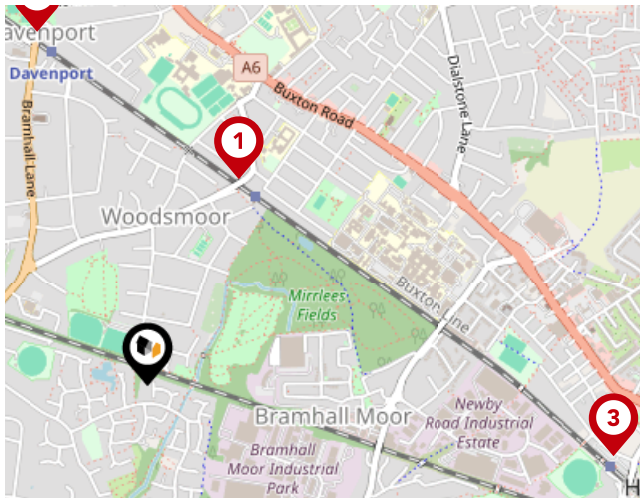 avenport
Davenport
A6
Buxton Road
Dialstone Lane
Bramhall Lane
1
Woodsmoor
Mirrlees
Fields
Buxton Line
Bramhall Moor
Newby
Road Industrial
Estate
3
Bramhall
Moor Industrial
Park
H